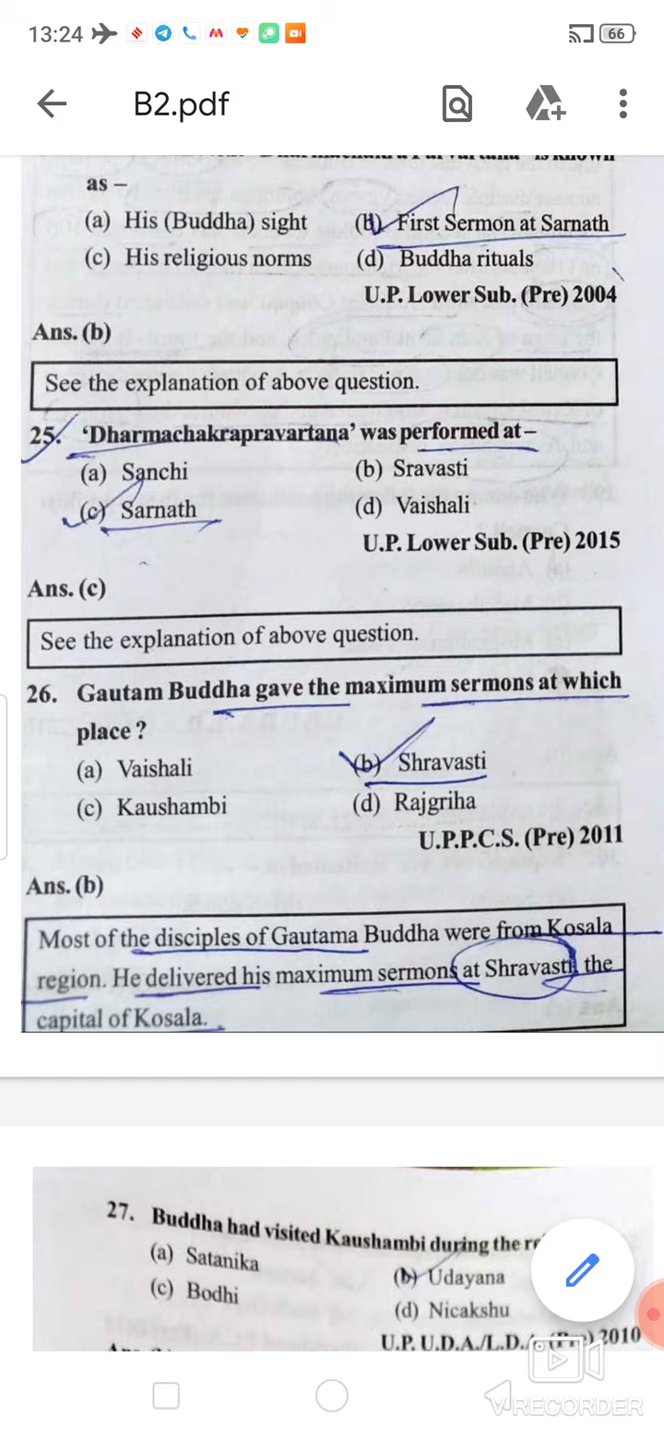 13:24
66
B2.pdf
is known
as –
(a) His (Buddha) sight (b) First Sermon at Sarnath
(c) His religious norms (d) Buddha rituals
U.P. Lower Sub. (Pre) 2004
Ans. (b)
See the explanation of above question.
25. ‘Dharmachakrapravartana’ was performed at –
(a) Sanchi (b) Sravasti
(c) Sarnath (d) Vaishali
U.P. Lower Sub. (Pre) 2015
Ans. (c)
See the explanation of above question.
26. Gautam Buddha gave the maximum sermons at which
place ?
(a) Vaishali (b) Shravasti
(c) Kaushambi (d) Rajgriha
U.P.P.C.S. (Pre) 2011
Ans. (b)
Most of the disciples of Gautama Buddha were from Kosala
region. He delivered his maximum sermons at Shravasti, the
capital of Kosala.
27. Buddha had visited Kaushambi during the
(a) Satanika (b) Udayana
(c) Bodhi (d) Nicakshu
U.P. U.D.A./L.D. (Pre) 2010
RECORDER